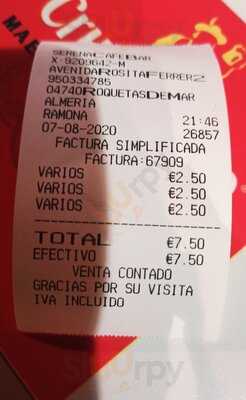 SERENA CAFE BAR
X-9209642-M
AVENIDA ROSITA FERRER 2
950334785
04740 ROQUETAS DE MAR
ALMERIA
RAMONA 21:46
07-08-2020 26857
FACTURA SIMPLIFICADA
FACTURA:67909
VARIOS €2.50
VARIOS €2.50
VARIOS €2.50
TOTAL €7.50
EFECTIVO €7.50
VENTA CONTADO
GRACIAS POR SU VISITA
IVA INCLUIDO